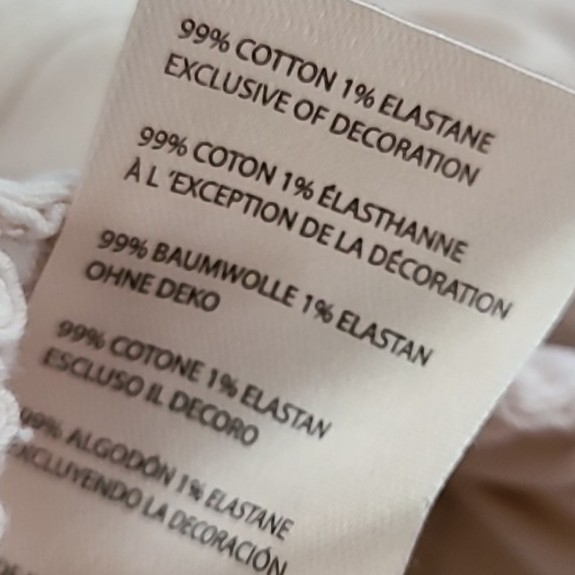 99% COTTON 1% ELASTANE
EXCLUSIVE OF DECORATION
99% COTON 1% ÉLASTHANNE
À L 'EXCEPTION DE LA DÉCORATION
99% BAUMWOLLE 1% ELASTAN
OHNE DEKO
99% COTONE 1% ELASTAN
ESCLUSO IL DECORO
99% ALGODÓN 1% ELASTANE
EXCLUYENDO LA DECORACIÓN